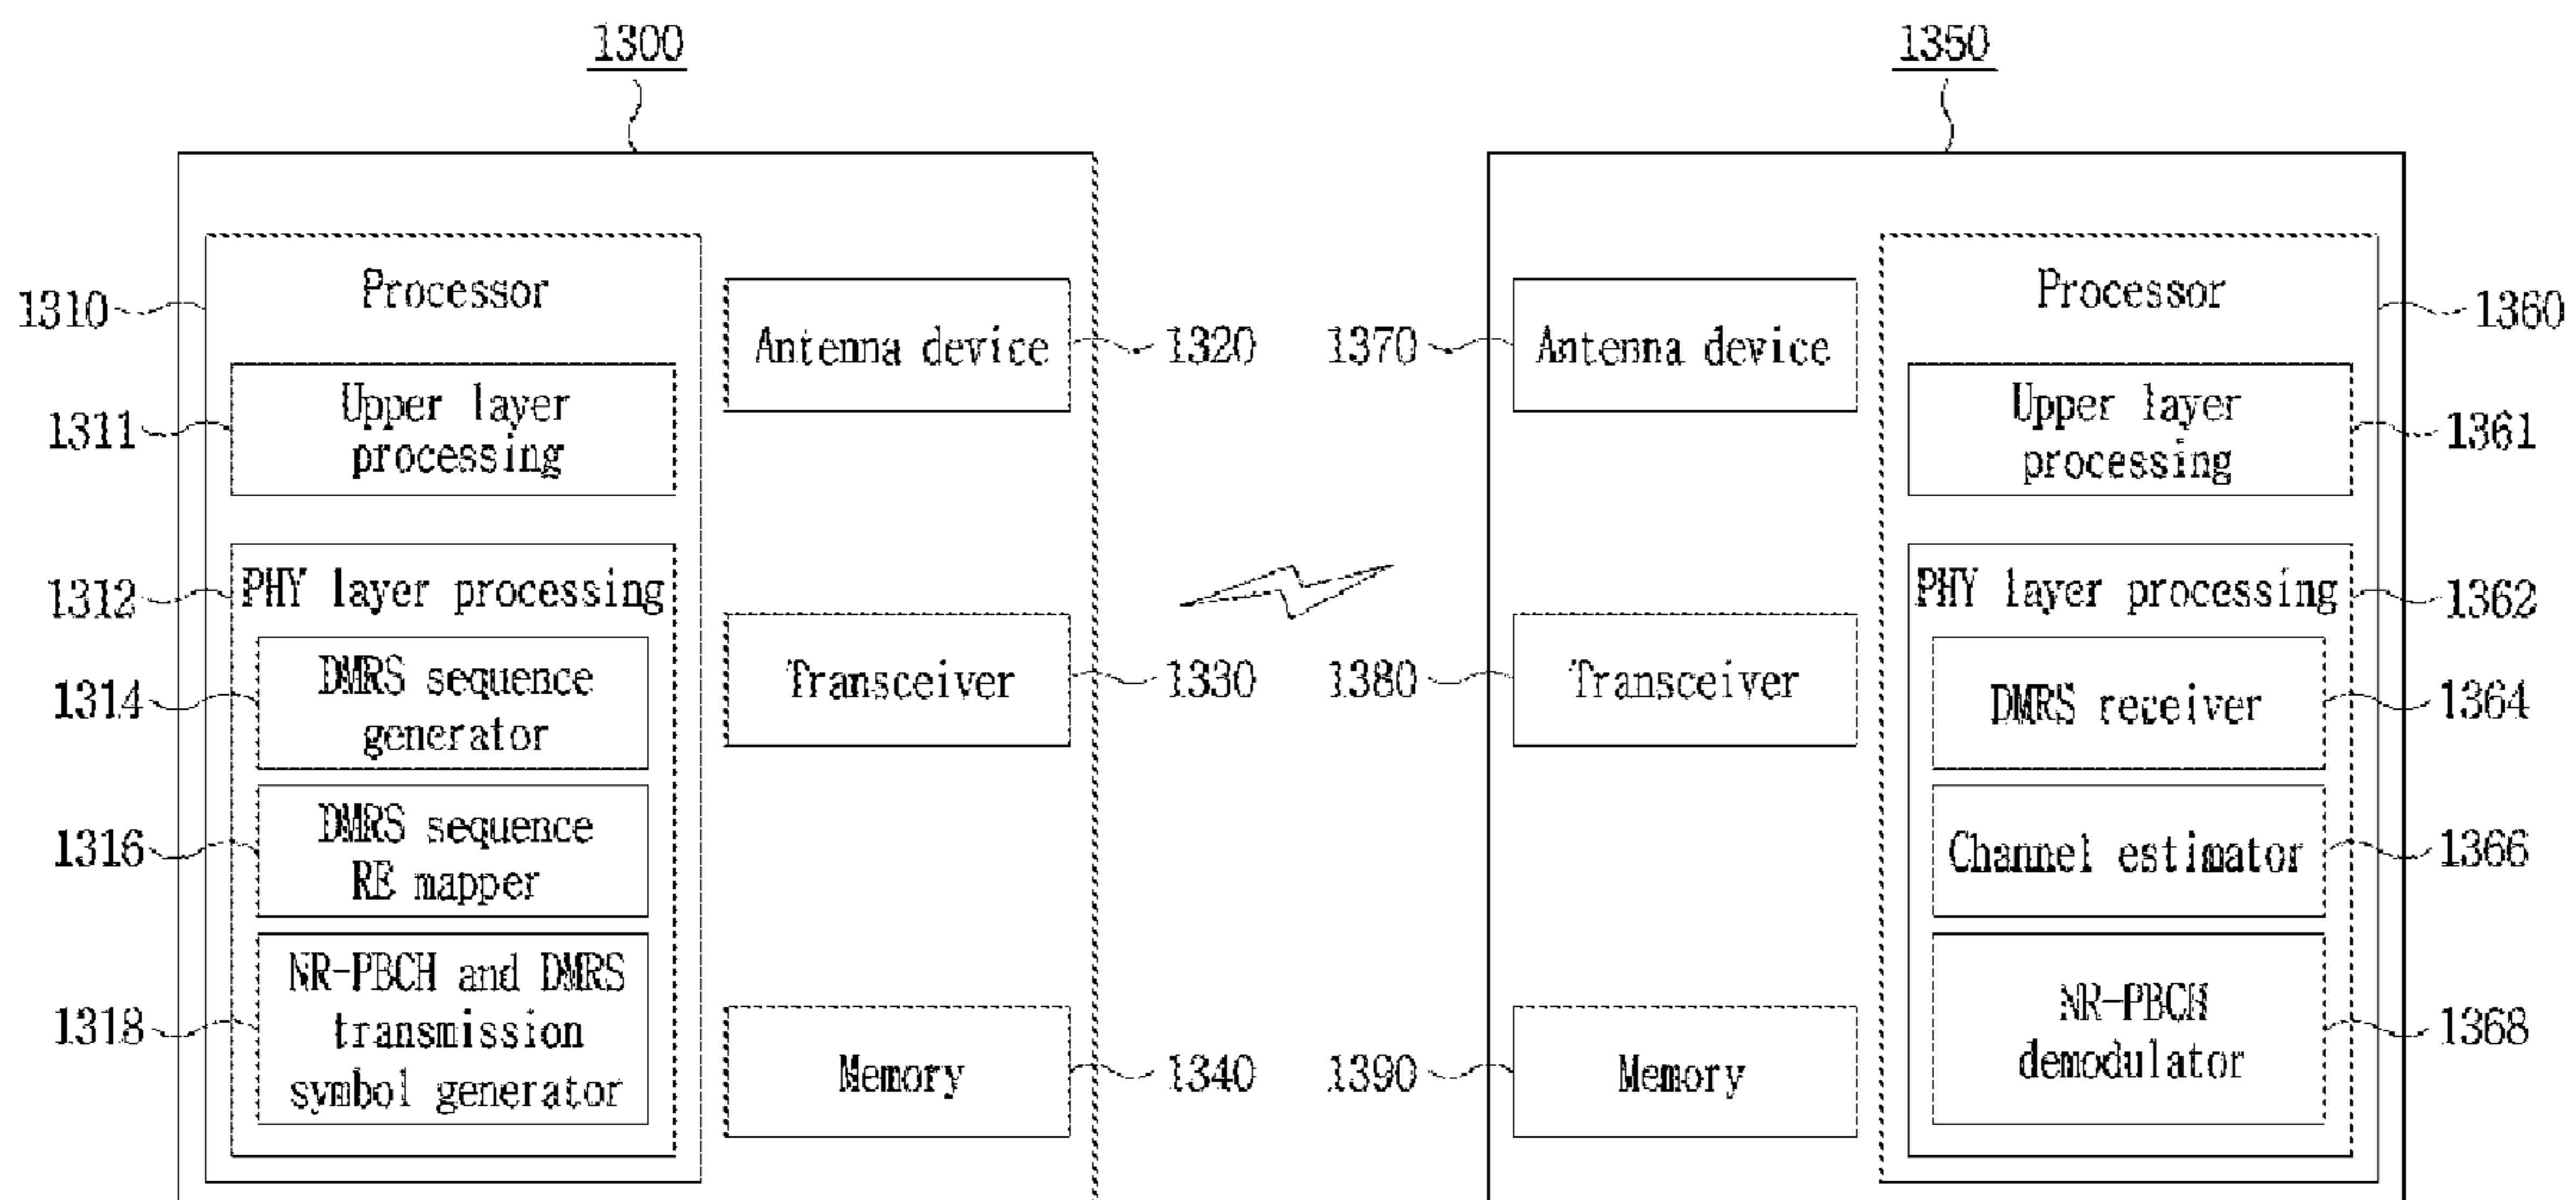 1300
1310
Processor
1311
Upper layer
processing
1312
PHY layer processing
1314
DMRS sequence
generator
1316
DMRS sequence
RE mapper
1318
NR-PBCH and DMRS
transmission
symbol generator
Antenna device
1320
Transceiver
1330
Memory
1340
1350
1370
Antenna device
1380
Transceiver
1390
Memory
Processor
1360
Upper layer
processing
1361
PHY layer processing
1362
DMRS receiver
1364
Channel estimator
1366
NR-PBCH
demodulator
1368